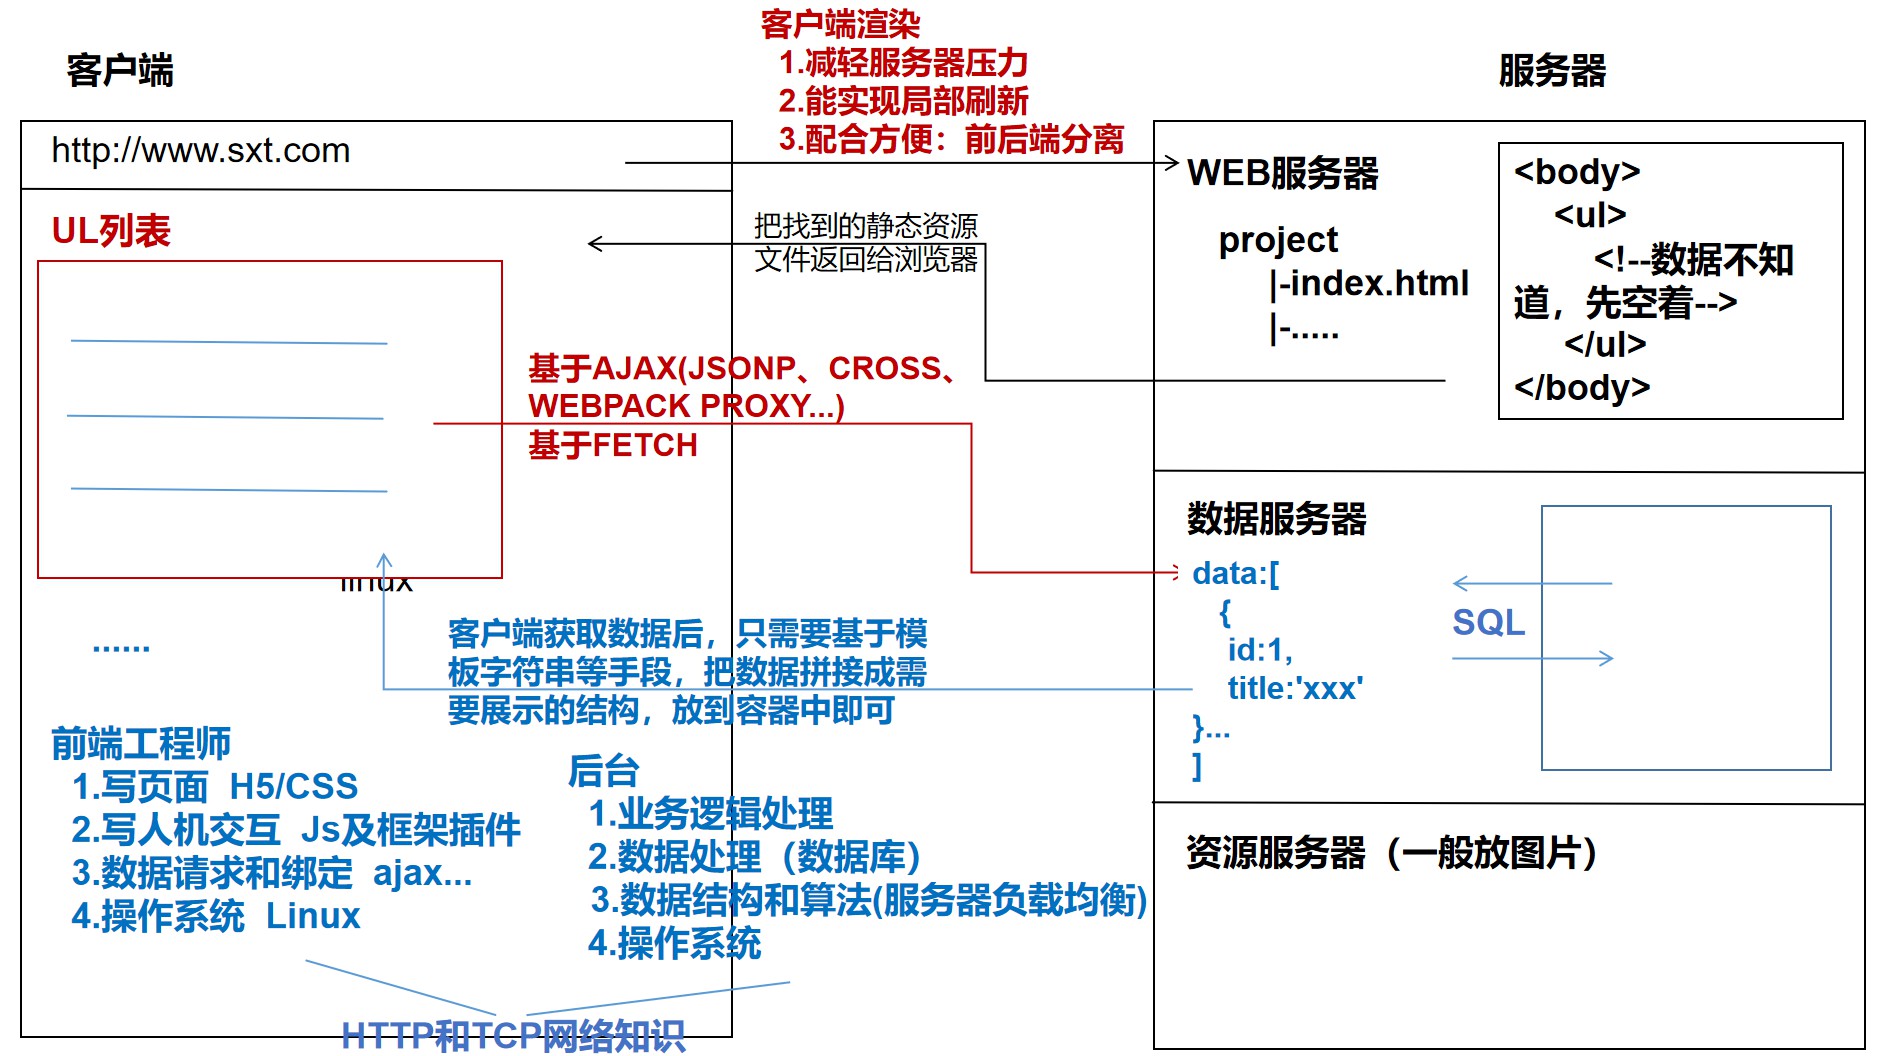 客户端渲染
1.减轻服务器压力
2.能实现局部刷新
3.配合方便：前后端分离
客户端
服务器
http://www.sxt.com
UL列表
把找到的静态资源
文件返回给浏览器
WEB服务器
project
|-index.html
|-.....
<body>
<ul>
<!--数据不知
道，先空着-->
</ul>
</body>
基于AJAX(JSONP、CROSS、
WEBPACK PROXY...)
基于FETCH
linux
......
数据服务器
data:[
{
id:1,
title:'xxx'
}...
]
SQL
客户端获取数据后，只需要基于模
板字符串等手段，把数据拼接成需
要展示的结构，放到容器中即可
前端工程师
1.写页面 H5/CSS
2.写人机交互 Js及框架插件
3.数据请求和绑定 ajax...
4.操作系统 Linux
后台
1.业务逻辑处理
2.数据处理（数据库）
3.数据结构和算法(服务器负载均衡)
4.操作系统
资源服务器（一般放图片）
HTTP和TCP网络知识